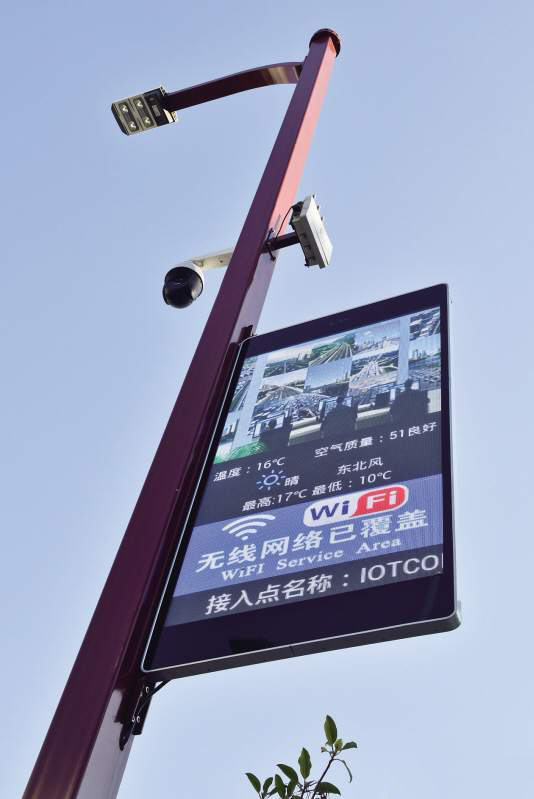 温度：16℃ 空气质量：51良好
晴 东北风
最高:17℃ 最低：10℃
WiFi
无线网络已覆盖
WiFI Service Area
接入点名称：IOTCO